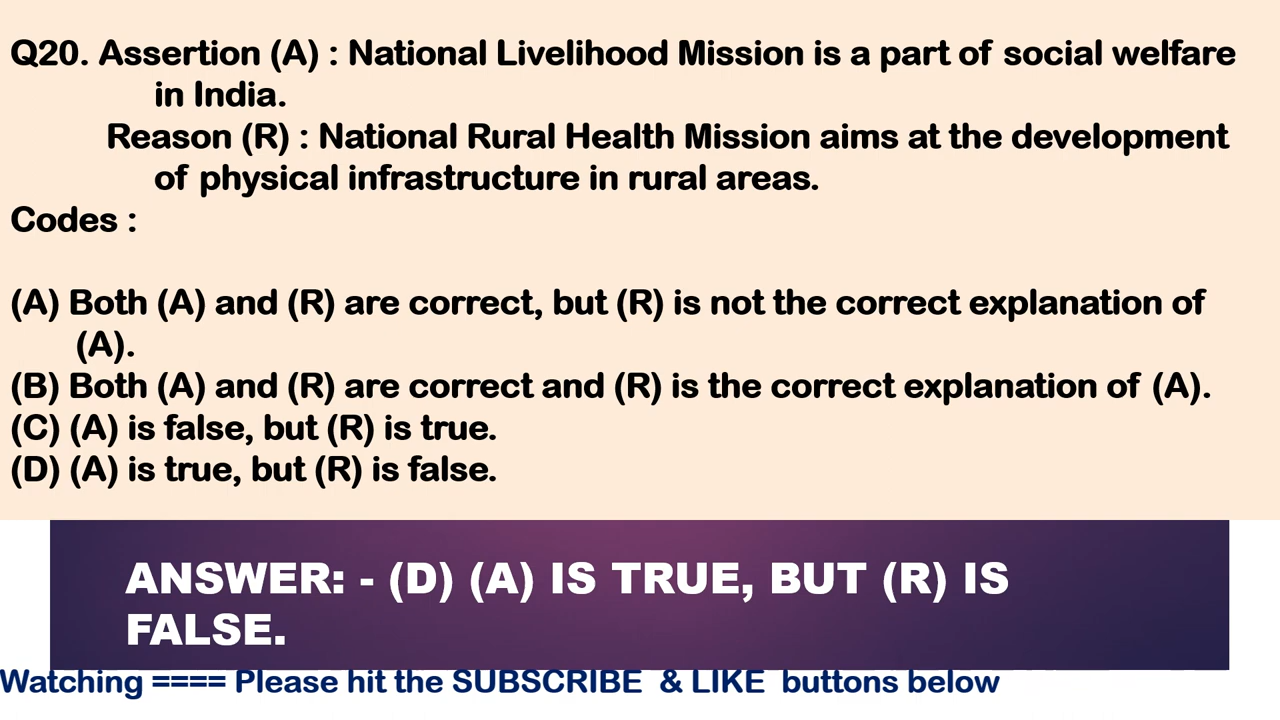 Q20. Assertion (A) : National Livelihood Mission is a part of social welfare
in India.
Reason (R) : National Rural Health Mission aims at the development
of physical infrastructure in rural areas.
Codes :
(A) Both (A) and (R) are correct, but (R) is not the correct explanation of
(A).
(B) Both (A) and (R) are correct and (R) is the correct explanation of (A).
(C) (A) is false, but (R) is true.
(D) (A) is true, but (R) is false.
ANSWER: - (D) (A) IS TRUE, BUT (R) IS
FALSE.
Watching ==== Please hit the SUBSCRIBE & LIKE buttons below